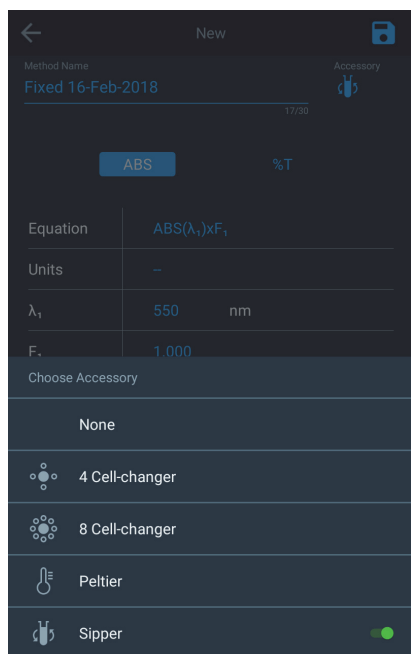 New
Method Name
Accessory
Fixed 16-Feb-2018
17/30
ABS %T
Equation ABS(λ₁)xF₁
Units –
λ₁ 550 nm
F₁ 1.000
Choose Accessory
None
4 Cell-changer
8 Cell-changer
Peltier
Sipper